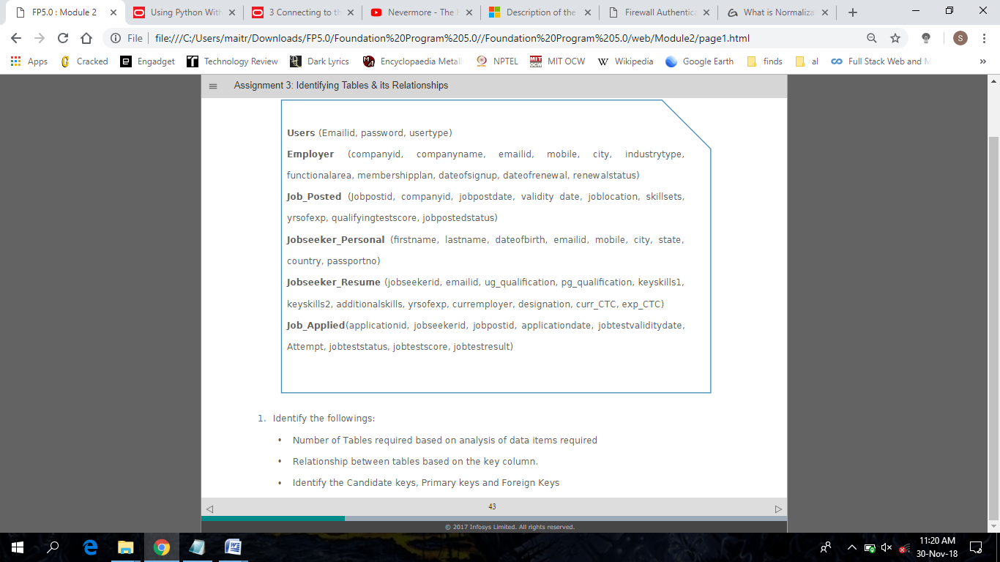 FP5.0 : Module 2
Using Python With
3 Connecting to th
Nevermore - The H
Description of the
Firewall Authentica
What is Normaliza
File
file:///C:/Users/maitr/Downloads/FP5.0/Foundation%20Program%205.0//Foundation%20Program%205.0/web/Module2/page1.html
S
Apps
Cracked
Engadget
Technology Review
Dark Lyrics
Encyclopaedia Metall
NPTEL
MIT OCW
Wikipedia
Google Earth
finds
al
Full Stack Web and M
»
Assignment 3: Identifying Tables & its Relationships
Users (Emailid, password, usertype)
Employer (companyid, companyname, emailid, mobile, city, industrytype,
functionalarea, membershipplan, dateofsignup, dateofrenewal, renewalstatus)
Job_Posted (Jobpostid, companyid, jobpostdate, validity date, joblocation, skillsets,
yrsofexp, qualifyingtestscore, jobpostedstatus)
Jobseeker_Personal (firstname, lastname, dateofbirth, emailid, mobile, city, state,
country, passportno)
Jobseeker_Resume (jobseekerid, emailid, ug_qualification, pg_qualification, keyskills1,
keyskills2, additionalskills, yrsofexp, curremployer, designation, curr_CTC, exp_CTC)
Job_Applied(applicationid, jobseekerid, jobpostid, applicationdate, jobtestvaliditydate,
Attempt, jobteststatus, jobtestscore, jobtestresult)
1. Identify the followings:
• Number of Tables required based on analysis of data items required
• Relationship between tables based on the key column.
• Identify the Candidate keys, Primary keys and Foreign Keys
43
© 2017 Infosys Limited. All rights reserved.
11:20 AM
30-Nov-18